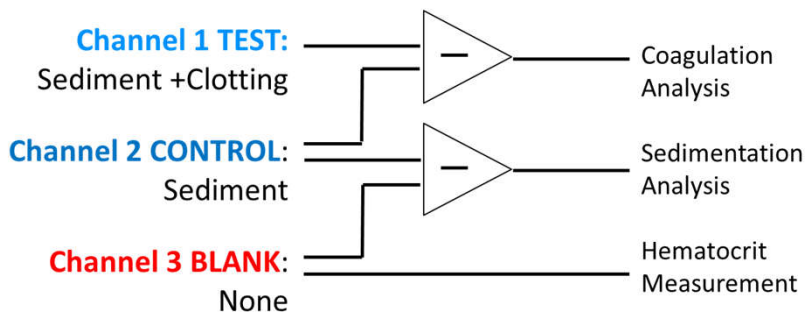 Channel 1 TEST:
Sediment +Clotting
Channel 2 CONTROL:
Sediment
Channel 3 BLANK:
None
Coagulation
Analysis
Sedimentation
Analysis
Hematocrit
Measurement